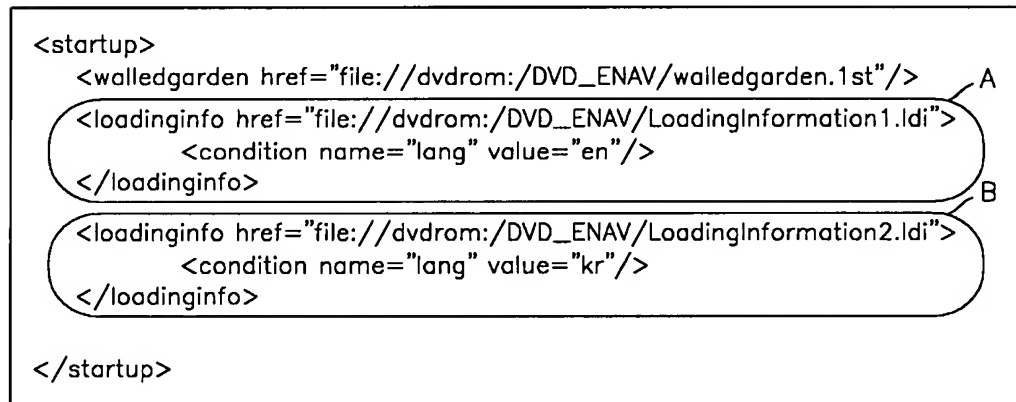 <startup>
<walledgarden href="file://dvdrom:/DVD_ENAV/walledgarden.1st"/>
A
<loadinginfo href="file://dvdrom:/DVD_ENAV/LoadingInformation1.ldi">
<condition name="lang" value="en"/>
</loadinginfo>
B
<loadinginfo href="file://dvdrom:/DVD_ENAV/LoadingInformation2.ldi">
<condition name="lang" value="kr"/>
</loadinginfo>
</startup>